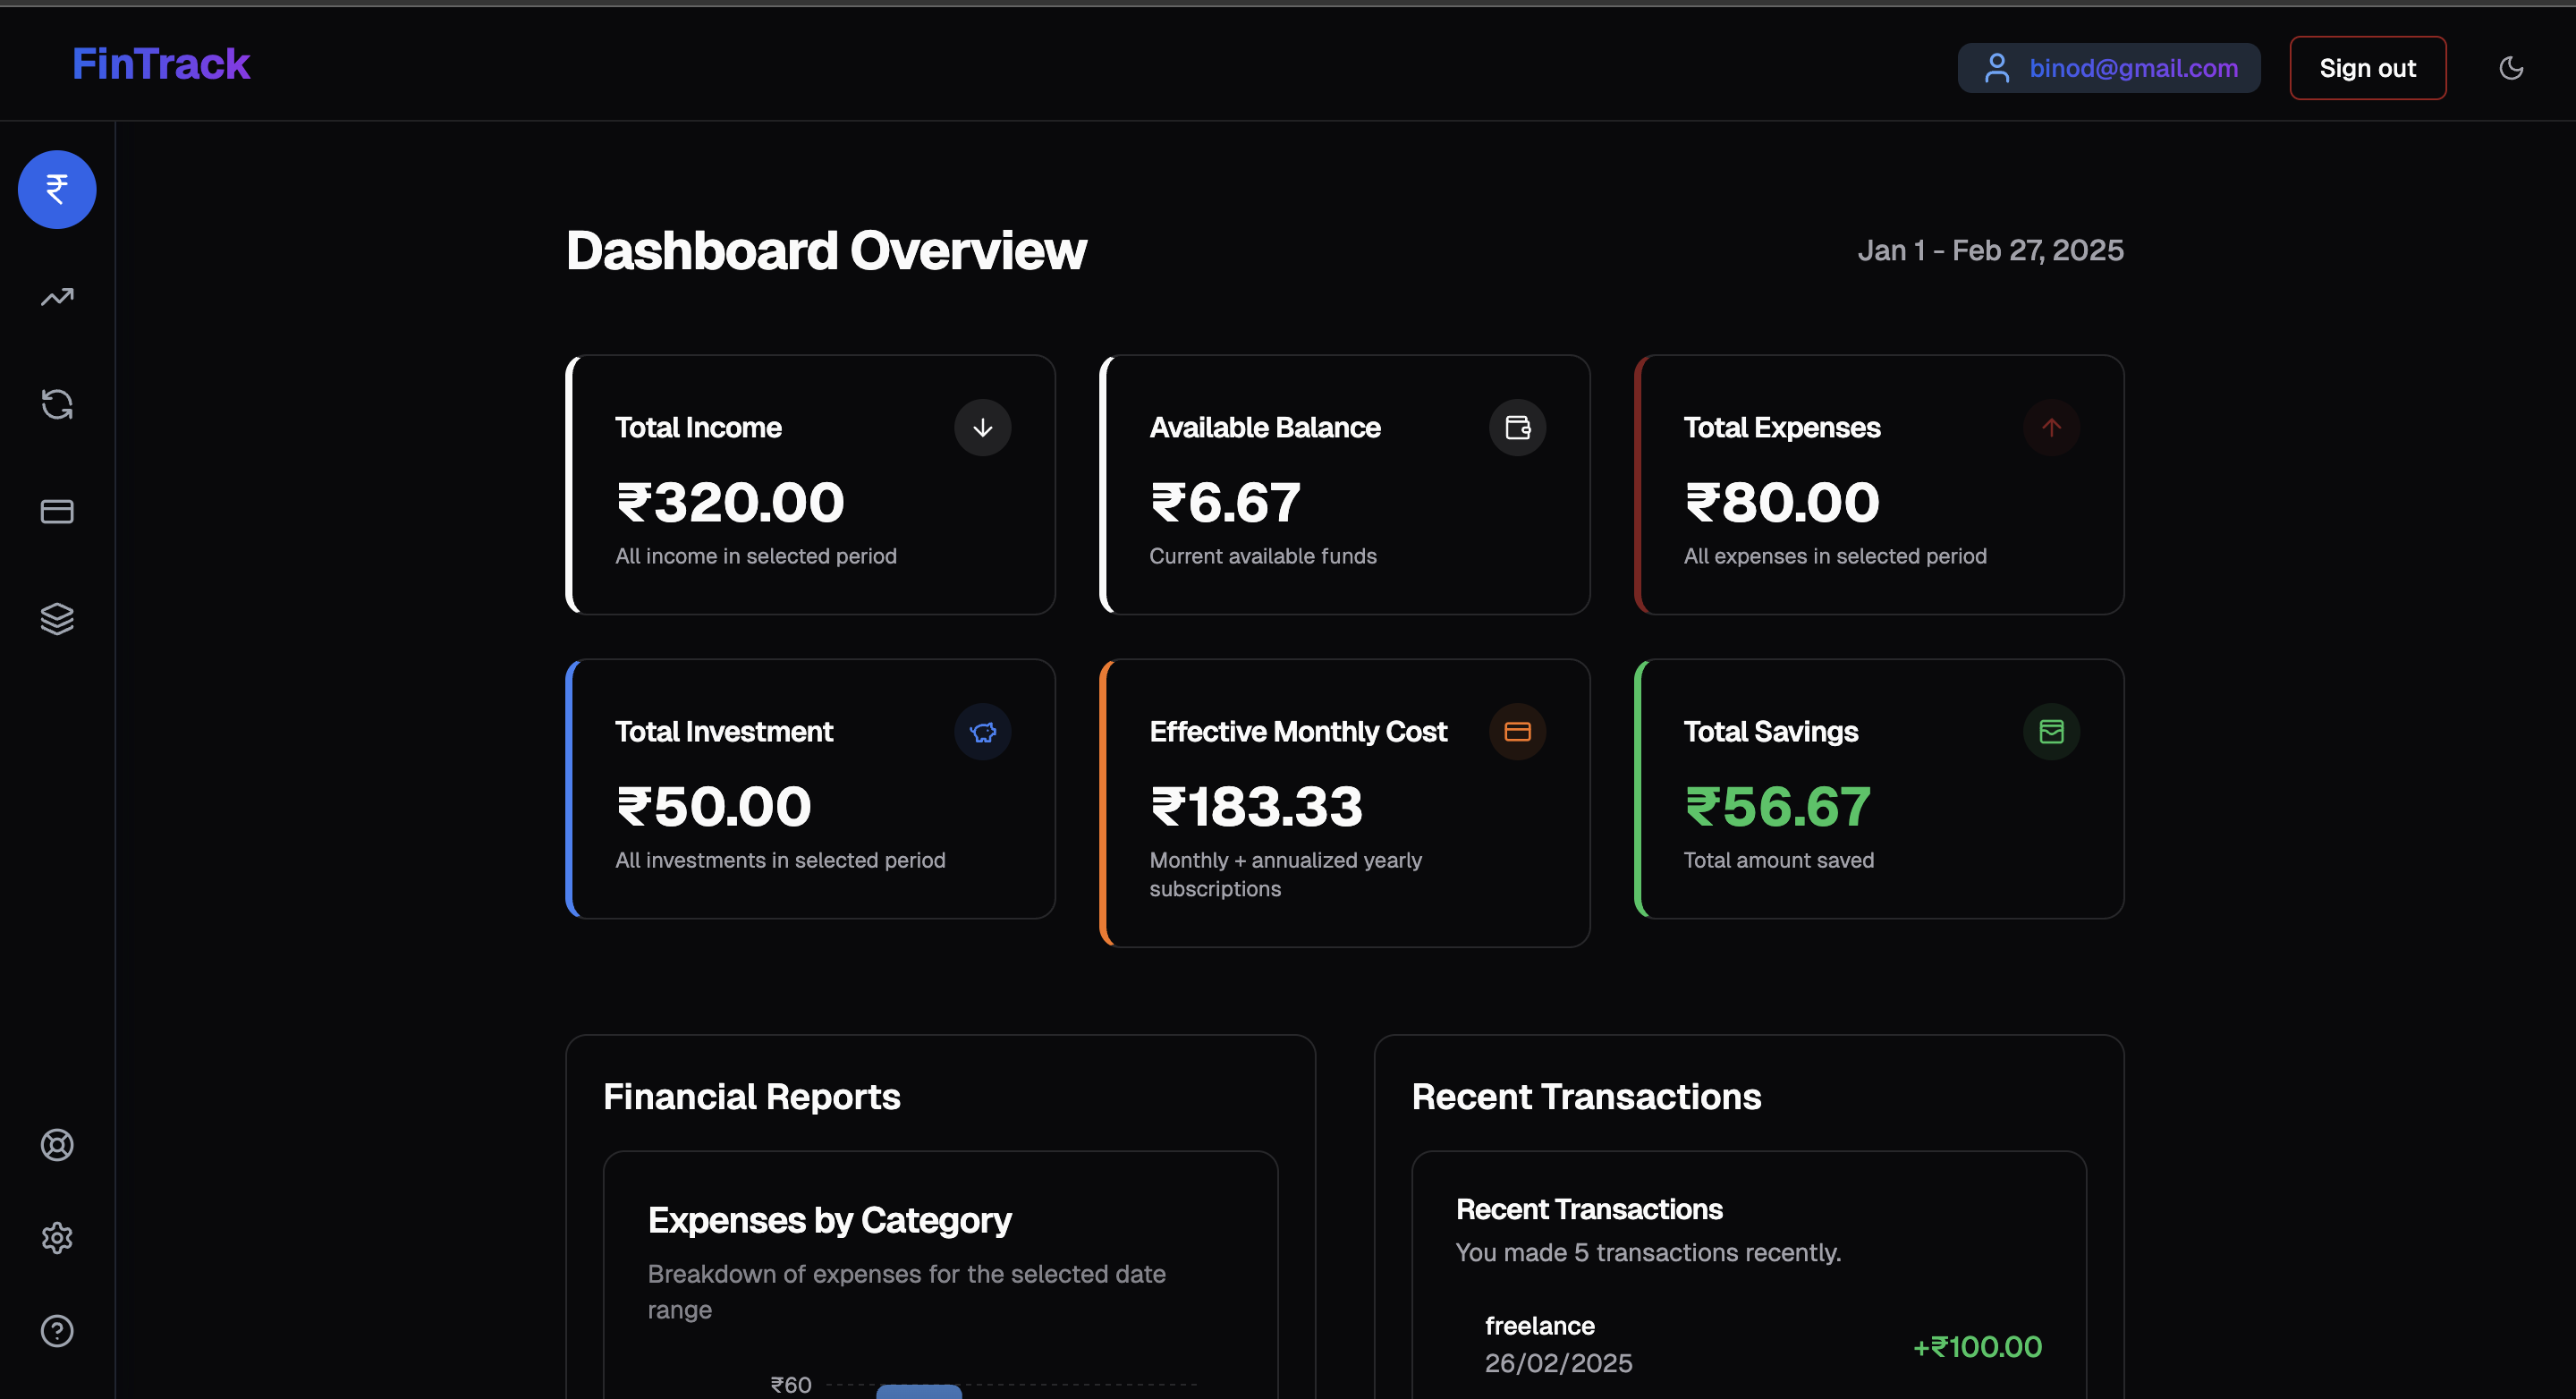 FinTrack
binod@gmail.com
Sign out
₹
Dashboard Overview
Jan 1 - Feb 27, 2025
Total Income
₹320.00
All income in selected period
Available Balance
₹6.67
Current available funds
Total Expenses
₹80.00
All expenses in selected period
Total Investment
₹50.00
All investments in selected period
Effective Monthly Cost
₹183.33
Monthly + annualized yearly
subscriptions
Total Savings
₹56.67
Total amount saved
Financial Reports
Expenses by Category
Breakdown of expenses for the selected date
range
₹60
Recent Transactions
Recent Transactions
You made 5 transactions recently.
freelance
26/02/2025
+₹100.00